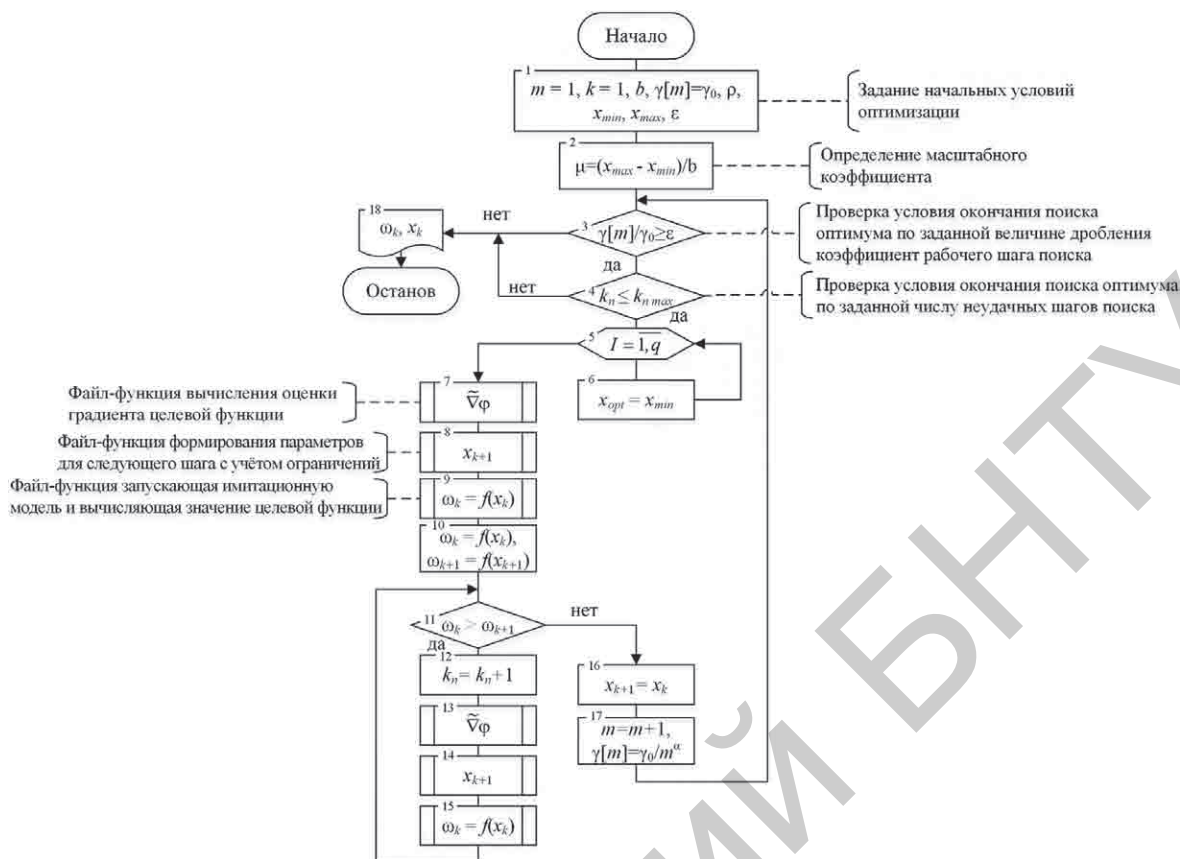 Начало
1
m = 1, k = 1, b, γ[m]=γ₀, ρ,
x_min, x_max, ε
Задание начальных условий
оптимизации
2
μ=(x_max - x_min)/b
Определение масштабного
коэффициента
18
ω_k, x_k
нет
3
γ[m]/γ₀≥ε
Проверка условия окончания поиска
оптимума по заданной величине дробления
коэффициент рабочего шага поиска
да
Останов
нет
4
k_n ≤ k_n max
Проверка условия окончания поиска оптимума
по заданной числу неудачных шагов поиска
да
5
I = 1,q
6
x_opt = x_min
Файл-функция вычисления оценки
градиента целевой функции
7
∇̃φ
Файл-функция формирования параметров
для следующего шага с учётом ограничений
8
x_k+1
Файл-функция запускающая имитационную
модель и вычисляющая значение целевой функции
9
ω_k = f(x_k)
10
ω_k = f(x_k),
ω_k+1 = f(x_k+1)
11
ω_k > ω_k+1
нет
да
12
k_n = k_n+1
13
∇̃φ
14
x_k+1
15
ω_k = f(x_k)
16
x_k+1 = x_k
17
m=m+1,
γ[m]=γ₀/m^α
ИЙ БНТУ